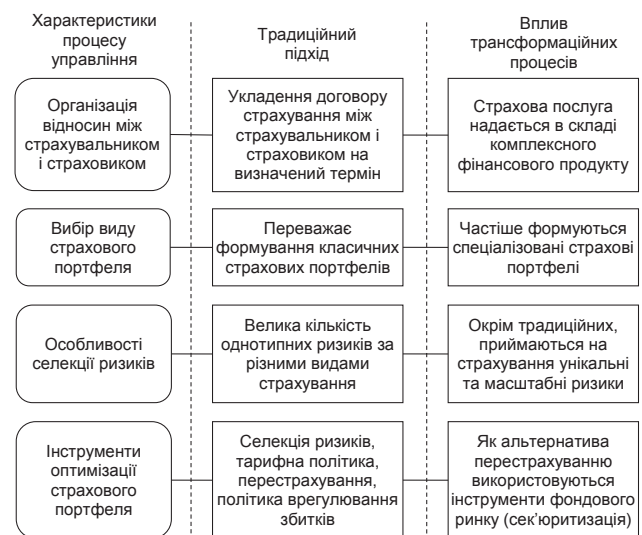 Характеристики
процесу
управління
Традиційний
підхід
Вплив
трансформаційних
процесів
Організація
відносин між
страхувальником
і страховиком
Укладення договору
страхування між
страхувальником і
страховиком на
визначений термін
Страхова послуга
надається в складі
комплексного
фінансового продукту
Вибір виду
страхового
портфеля
Переважає
формування класичних
страхових портфелів
Частіше формуються
спеціалізовані страхові
портфелі
Особливості
селекції ризиків
Велика кількість
однотипних ризиків за
різними видами
страхування
Окрім традиційних,
приймаються на
страхування унікальні
та масштабні ризики
Інструменти
оптимізації
страхового
портфеля
Селекція ризиків,
тарифна політика,
перестрахування,
політика врегулювання
збитків
Як альтернатива
перестрахуванню
використовуються
інструменти фондового
ринку (сек’юритизація)